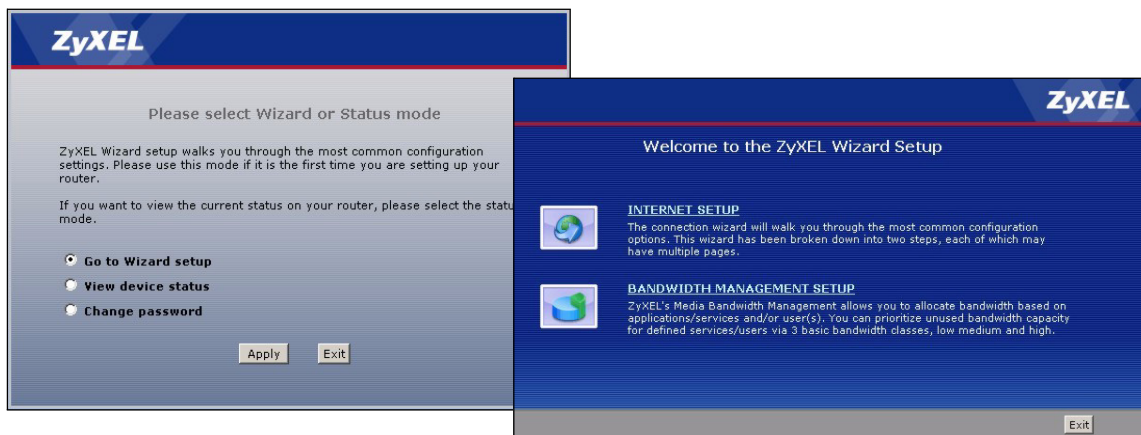 ZyXEL
Please select Wizard or Status mode
ZyXEL Wizard setup walks you through the most common configuration
settings. Please use this mode if it is the first time you are setting up your
router.
If you want to view the current status on your router, please select the
mode.
Go to Wizard setup
View device status
Change password
Apply
Exit
ZyXEL
Welcome to the ZyXEL Wizard Setup
INTERNET SETUP
The connection wizard will walk you through the most common configuration
options. This wizard has been broken down into two steps, each of which may
have multiple pages.
BANDWIDTH MANAGEMENT SETUP
ZyXEL's Media Bandwidth Management allows you to allocate bandwidth based on
applications/services and/or user(s). You can prioritize unused bandwidth capacity
for defined services/users via 3 basic bandwidth classes, low medium and high.
Exit